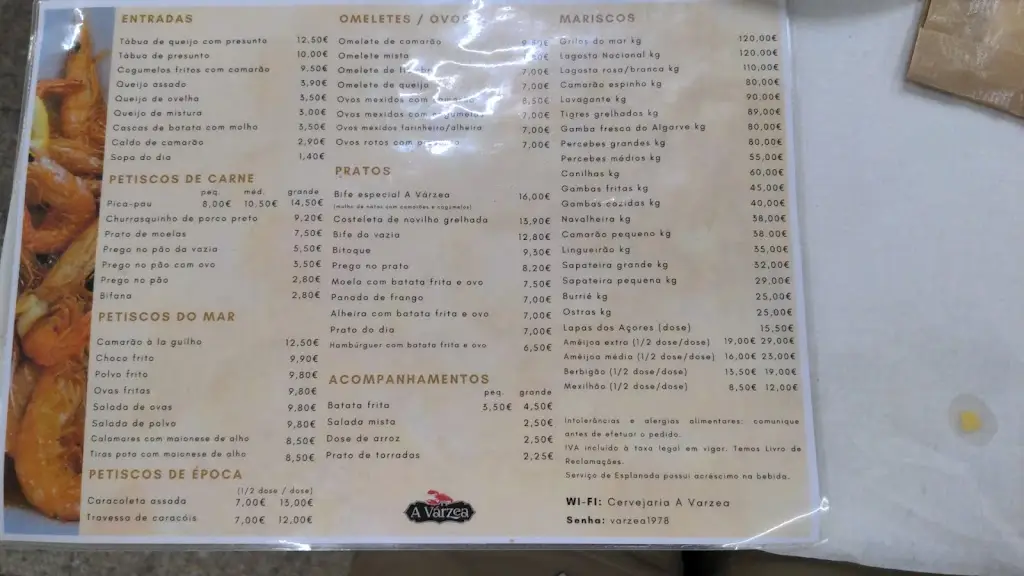 ENTRADAS
Tábua de queijo com presunto 12,50€
Tábua de presunto 10,00€
Cogumelos fritos com camarão 9,50€
Queijo assado 3,90€
Queijo de ovelha 3,50€
Queijo de mistura 3,00€
Cascas de batata com molho 3,50€
Caldo de camarão 2,90€
Sopa do dia 1,40€
PETISCOS DE CARNE
peq. med. grande
Pica-pau 8,00€ 10,50€ 14,50€
Churrasquinho de porco preto 9,20€
Prato de moelas 7,50€
Prego no pão da vazia 5,50€
Prego no pão com ovo 3,50€
Prego no pão 2,80€
Bifana 2,80€
PETISCOS DO MAR
Camarão à la guilho 12,50€
Choco frito 9,90€
Polvo frito 9,80€
Ovas fritas 9,80€
Salada de ovas 9,80€
Salada de polvo 9,80€
Calamares com maionese de alho 8,50€
Tiras pota com maionese de alho 8,50€
PETISCOS DE ÉPOCA
(1/2 dose / dose)
Caracoleta assada 7,00€ 13,00€
Travessa de caracóis 7,00€ 12,00€
OMELETES / OVOS
Omelete de camarão
Omelete mista
Omelete de 7,00€
Omelete de queijo 7,00€
Ovos mexidos com 8,50€
Ovos mexidos com 7,00€
Ovos mexidos farinheira/alheira 7,00€
Ovos rotos com 7,00€
PRATOS
Bife especial A Várzea 16,00€
(molho de natas com camarões e cogumelos)
Costeleta de novilho grelhada 13,90€
Bife da vazia 12,80€
Bitoque 9,30€
Prego no prato 8,20€
Moela com batata frita e ovo 7,50€
Panado de frango 7,00€
Alheira com batata frita e ovo 7,00€
Prato do dia 7,00€
Hambúrguer com batata frita e ovo 6,50€
ACOMPANHAMENTOS
peq. grande
Batata frita 3,50€ 4,50€
Salada mista 2,50€
Dose de arroz 2,50€
Prato de torradas 2,25€
A Várzea
MARISCOS
Grilos do mar kg 120,00€
Lagosta Nacional kg 120,00€
Lagosta rosa/branca kg 110,00€
Camarão espinho kg 80,00€
Lavagante kg 90,00€
Tigres grelhados kg 89,00€
Gamba fresca do Algarve kg 80,00€
Percebes grandes kg 80,00€
Percebes médios kg 55,00€
Canilhas kg 60,00€
Gambas fritas kg 45,00€
Gambas cozidas kg 40,00€
Navalheira kg 38,00€
Camarão pequeno kg 38,00€
Lingueirão kg 35,00€
Sapateira grande kg 32,00€
Sapateira pequena kg 29,00€
Burrié kg 25,00€
Ostras kg 25,00€
Lapas dos Açores (dose) 15,50€
Amêijoa extra (1/2 dose/dose) 19,00€ 29,00€
Amêijoa média (1/2 dose/dose) 16,00€ 23,00€
Berbigão (1/2 dose/dose) 13,50€ 19,00€
Mexilhão (1/2 dose/dose) 8,50€ 12,00€
Intolerâncias e alergias alimentares: comunique
antes de efetuar o pedido.
IVA incluído à taxa legal em vigor. Temos Livro de
Reclamações.
Serviço de Esplanada possui acréscimo na bebida.
WI-FI: Cervejaria A Varzea
Senha: varzea1978